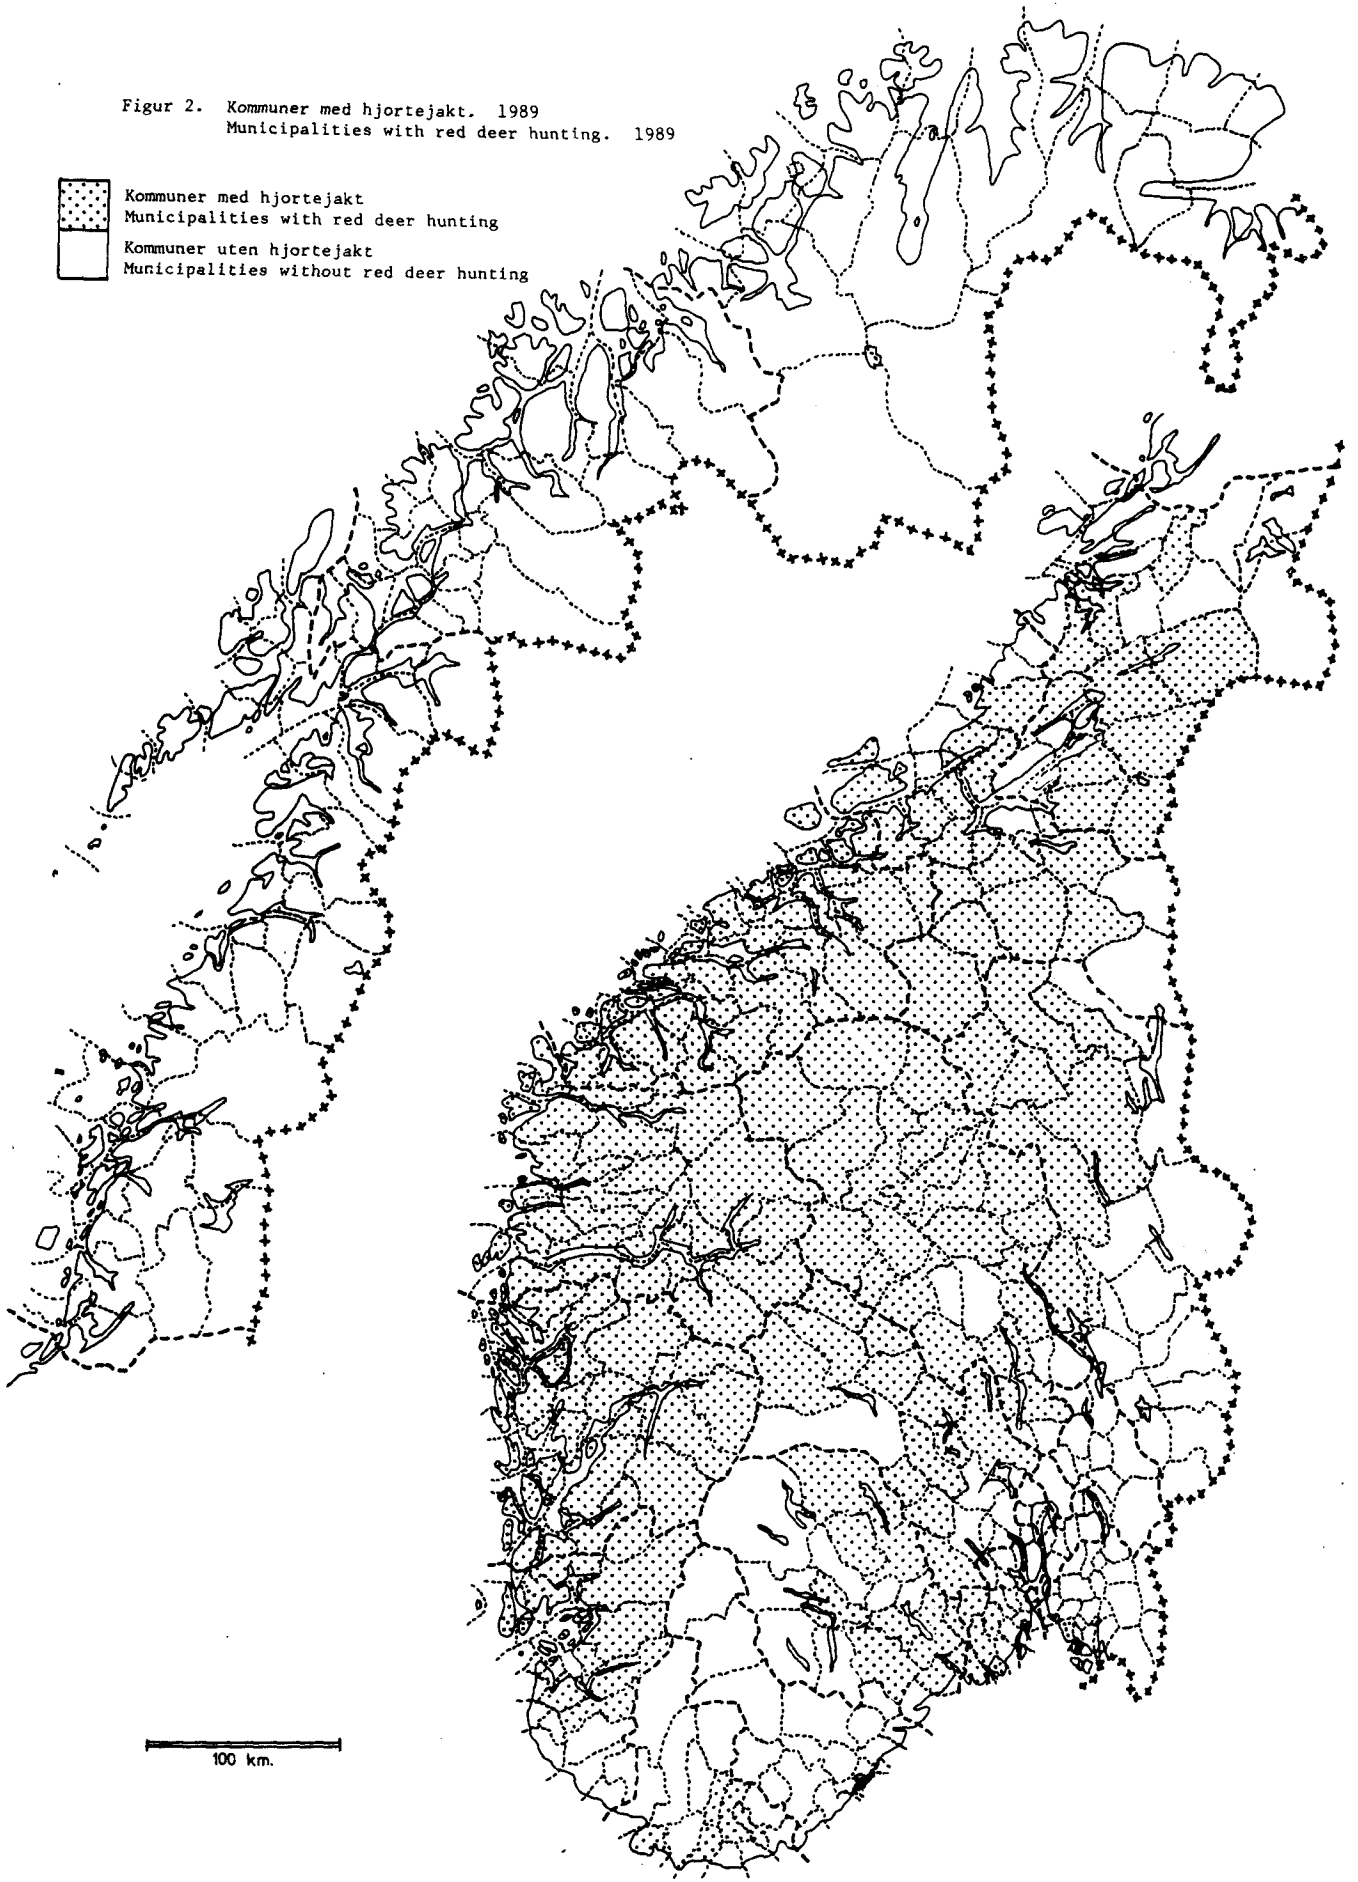 Figur 2. Kommuner med hjortejakt. 1989
Municipalities with red deer hunting. 1989
Kommuner med hjortejakt
Municipalities with red deer hunting
Kommuner uten hjortejakt
Municipalities without red deer hunting
100 km.